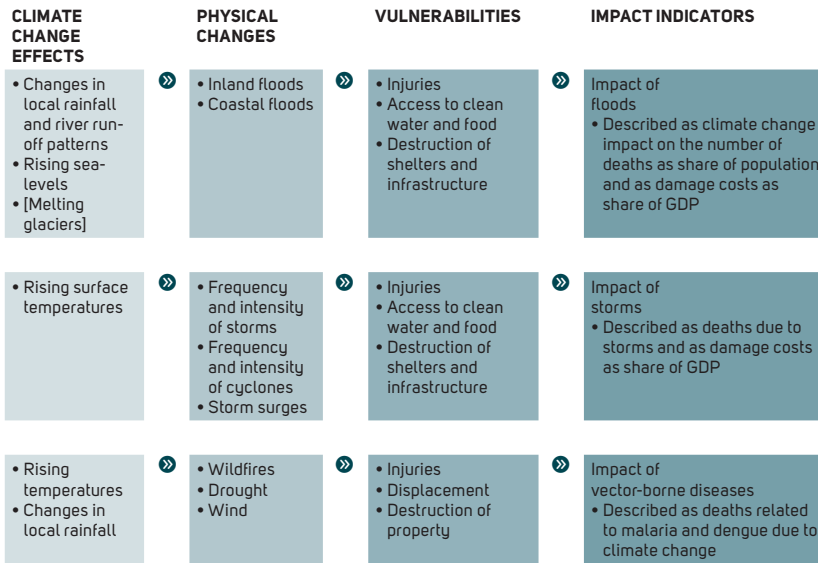 CLIMATE
CHANGE
EFFECTS
PHYSICAL
CHANGES
VULNERABILITIES
IMPACT INDICATORS
• Changes in
local rainfall
and river run-
off patterns
• Rising sea-
levels
• [Melting
glaciers]
• Inland floods
• Coastal floods
• Injuries
• Access to clean
water and food
• Destruction of
shelters and
infrastructure
Impact of
floods
• Described as climate change
impact on the number of
deaths as share of population
and as damage costs as
share of GDP
• Rising surface
temperatures
• Frequency
and intensity
of storms
• Frequency
and intensity
of cyclones
• Storm surges
• Injuries
• Access to clean
water and food
• Destruction of
shelters and
infrastructure
Impact of
storms
• Described as deaths due to
storms and as damage costs
as share of GDP
• Rising
temperatures
• Changes in
local rainfall
• Wildfires
• Drought
• Wind
• Injuries
• Displacement
• Destruction of
property
Impact of
vector-borne diseases
• Described as deaths related
to malaria and dengue due to
climate change